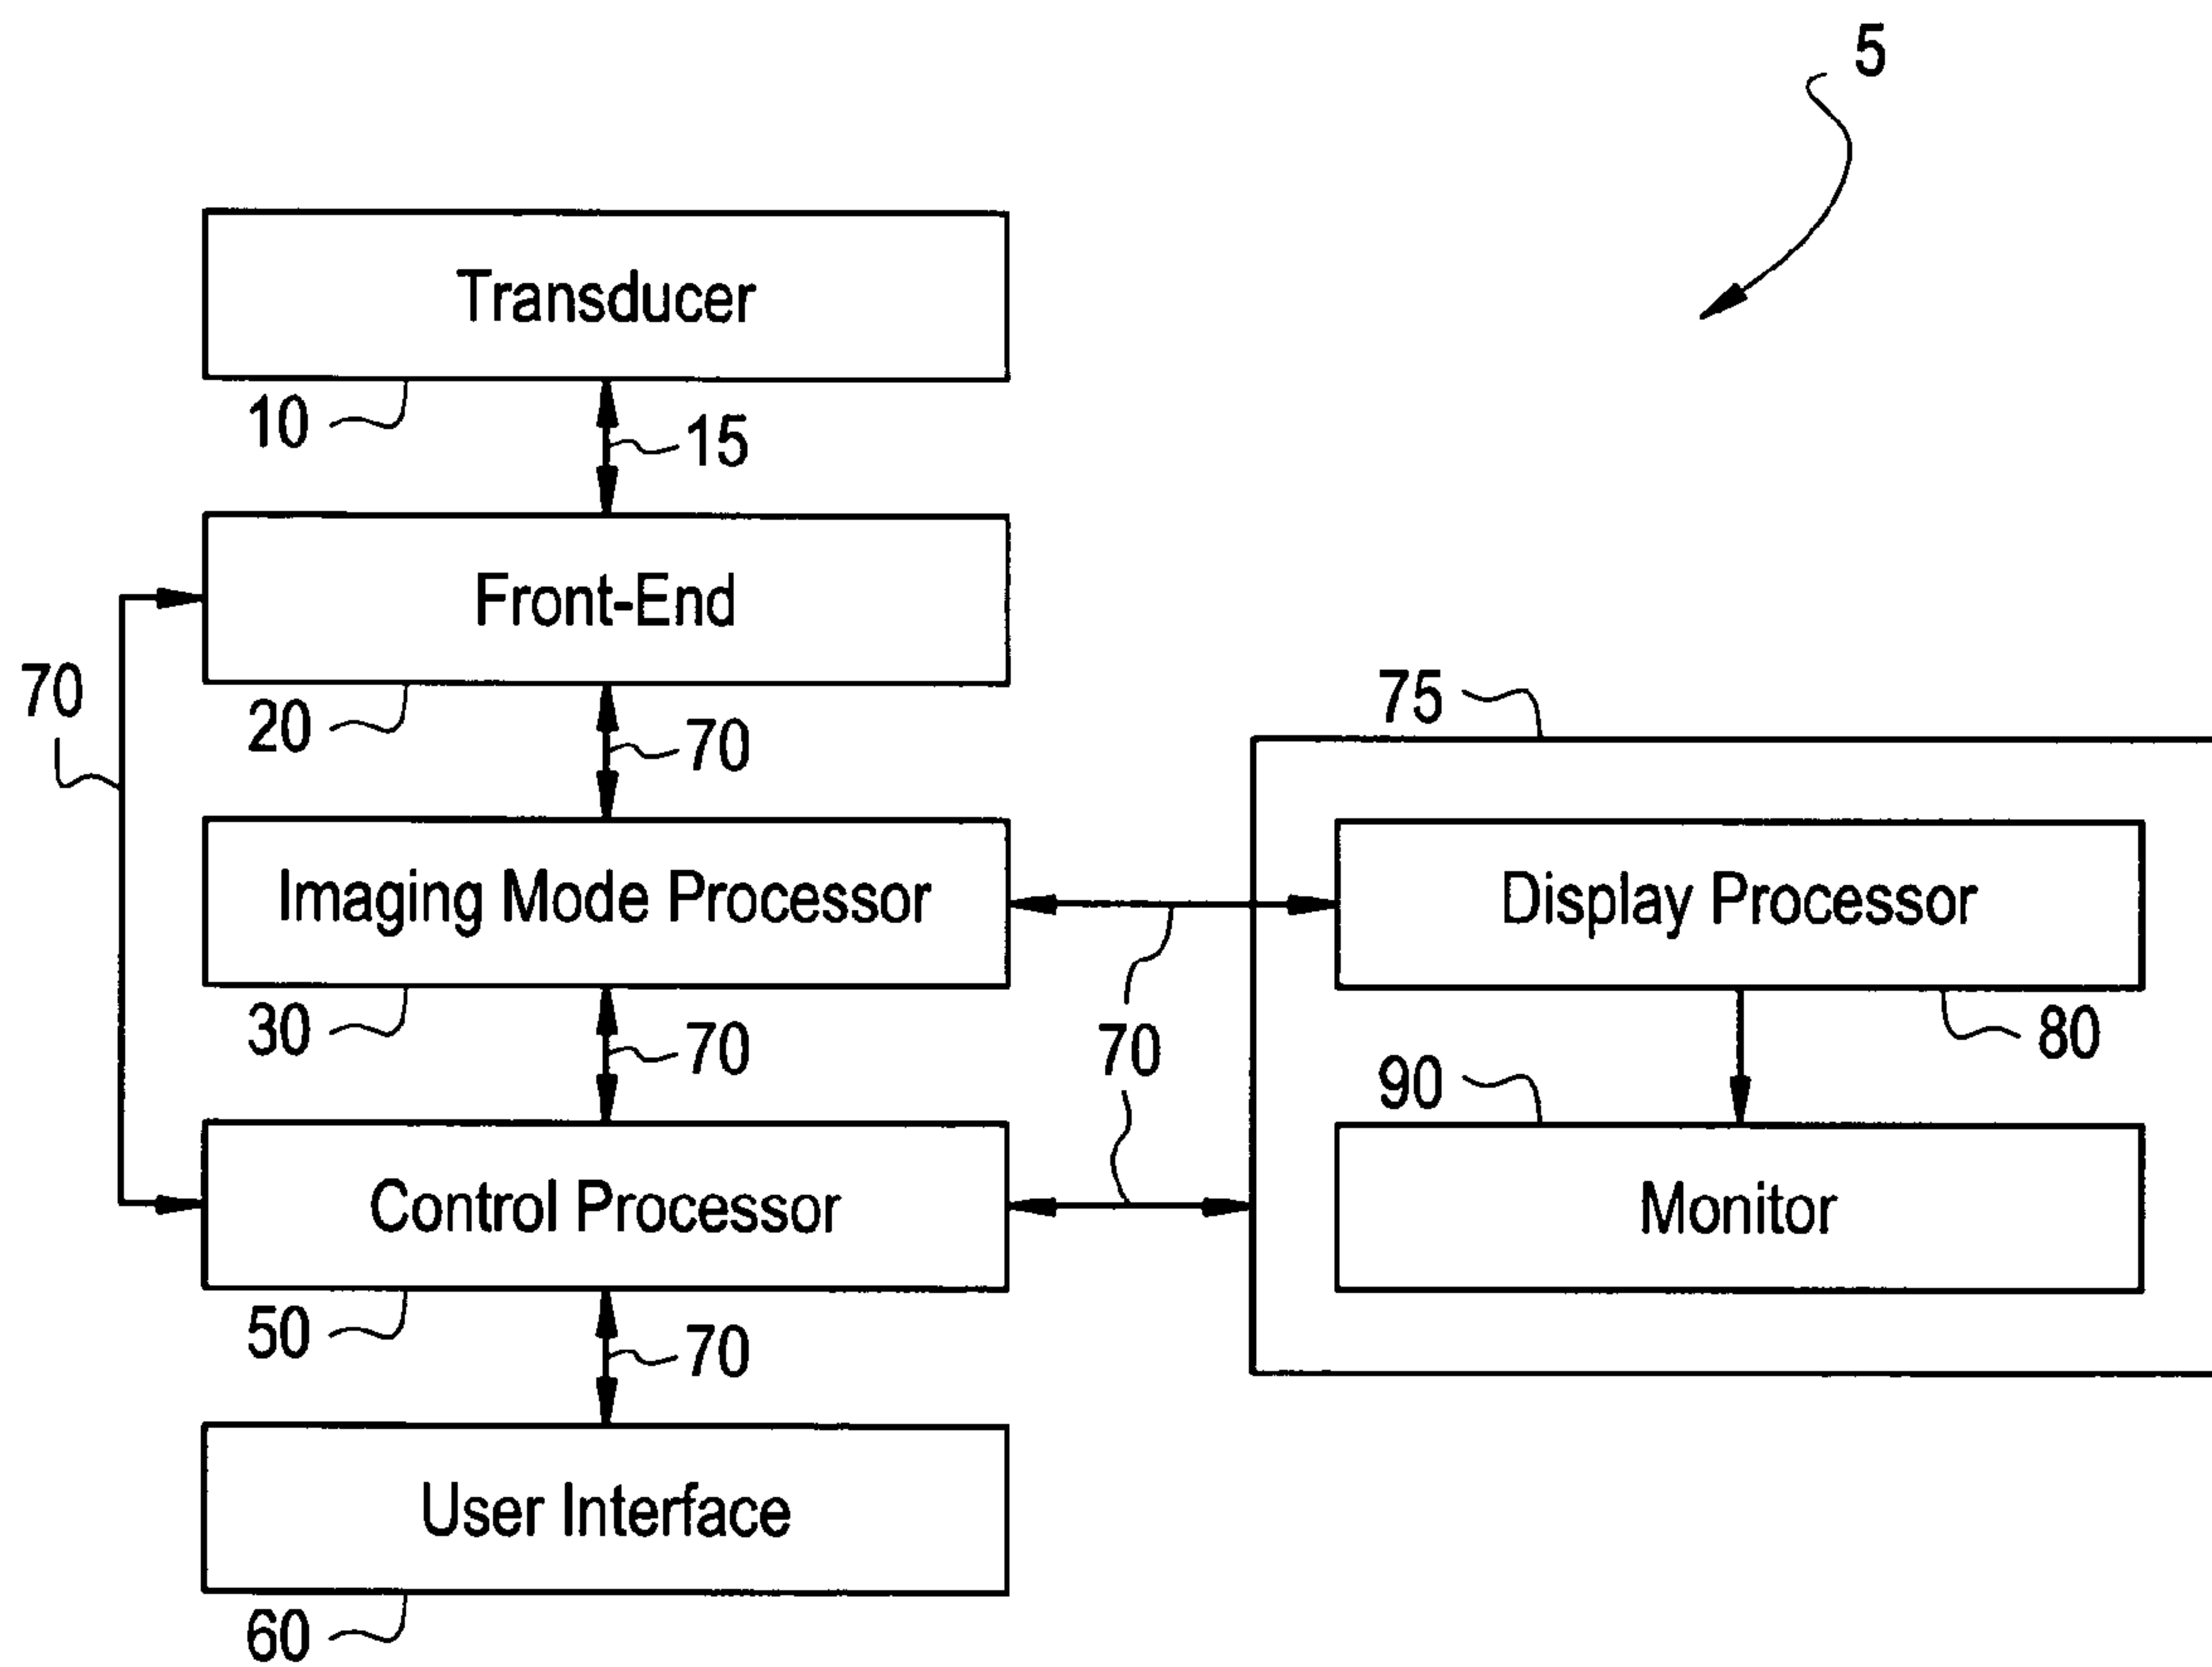 5
Transducer
10
15
Front-End
70
20
70
75
Imaging Mode Processor
Display Processor
30
70
70
80
90
Control Processor
Monitor
50
70
User Interface
60